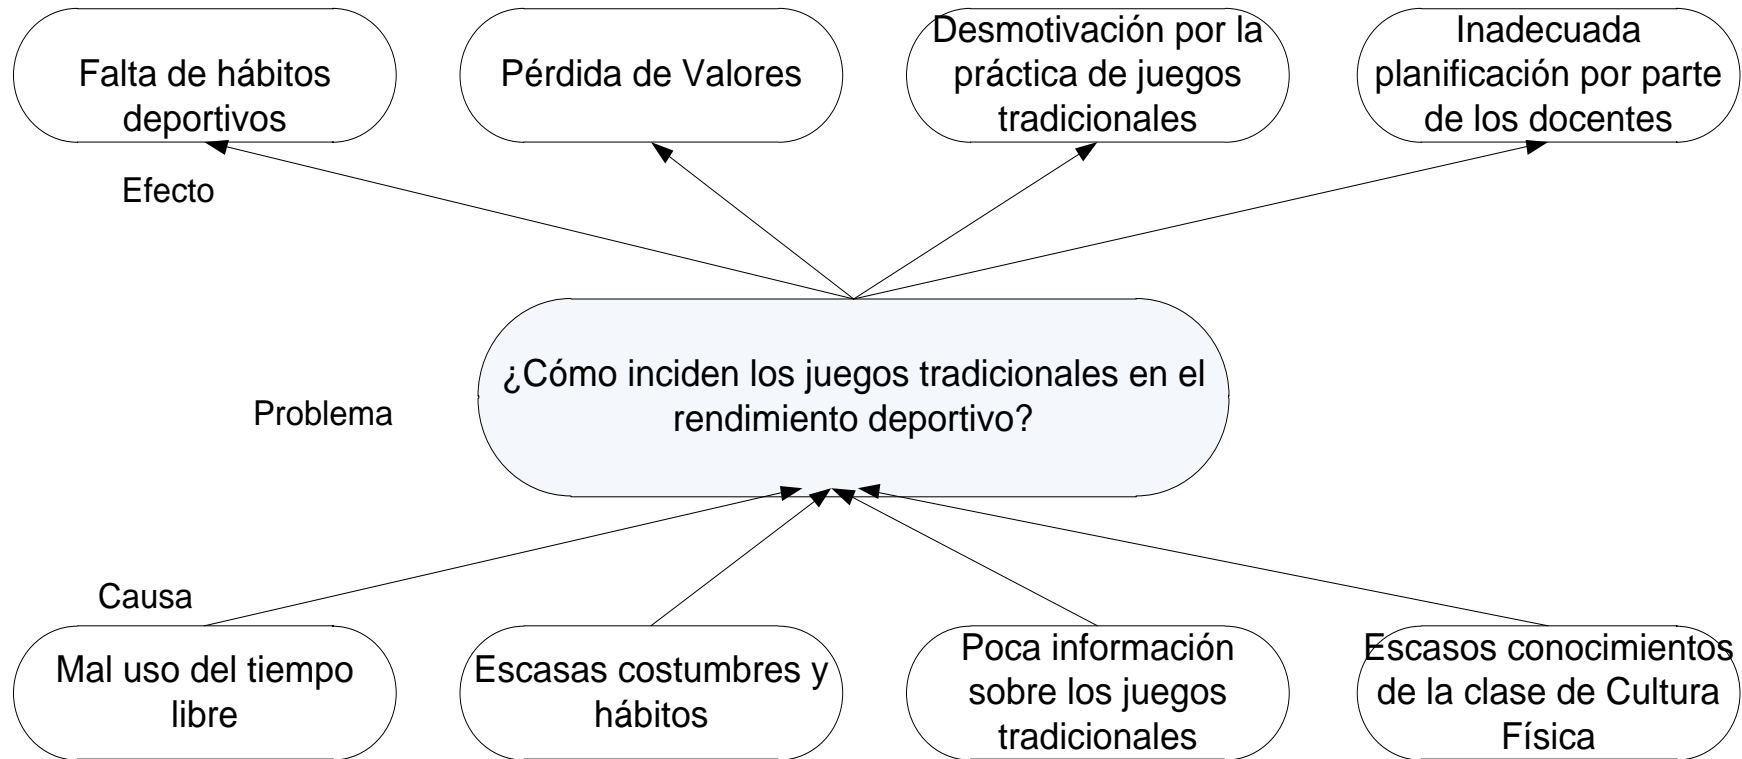 Falta de hábitos
deportivos
Pérdida de Valores
Desmotivación por la
práctica de juegos
tradicionales
Inadecuada
planificación por parte
de los docentes
Efecto
¿Cómo inciden los juegos tradicionales en el
rendimiento deportivo?
Problema
Causa
Mal uso del tiempo
libre
Escasas costumbres y
hábitos
Poca información
sobre los juegos
tradicionales
Escasos conocimientos
de la clase de Cultura
Física